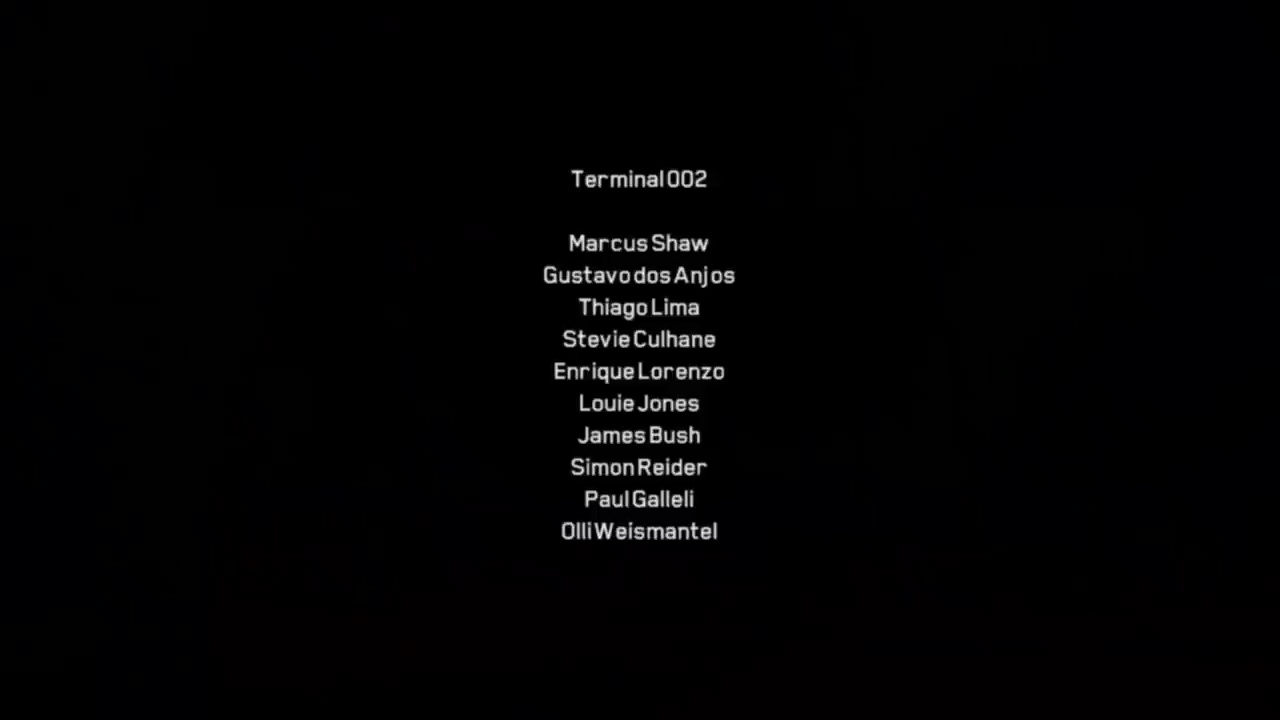 Terminal 002
Marcus Shaw
Gustavo dos Anjos
Thiago Lima
Stevie Culhane
Enrique Lorenzo
Louie Jones
James Bush
Simon Reider
Paul Galleli
Olli Weismantel